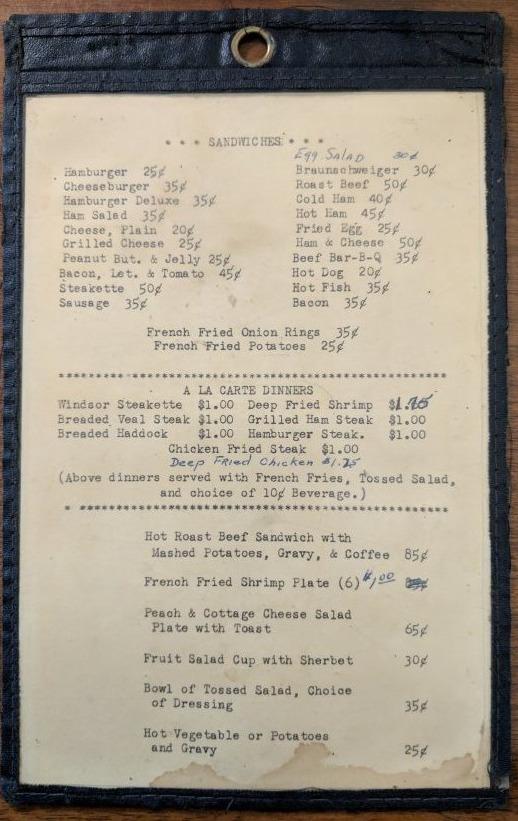 * * * SANDWICHES * * *
Egg Salad 30¢
Hamburger 25¢
Cheeseburger 35¢
Hamburger Deluxe 35¢
Ham Salad 35¢
Cheese, Plain 20¢
Grilled Cheese 25¢
Peanut But. & Jelly 25¢
Bacon, Let. & Tomato 45¢
Steakette 50¢
Sausage 35¢
Braunschweiger 30¢
Roast Beef 50¢
Cold Ham 40¢
Hot Ham 45¢
Fried Egg 25¢
Ham & Cheese 50¢
Beef Bar-B-Q 35¢
Hot Dog 20¢
Hot Fish 35¢
Bacon 35¢
French Fried Onion Rings 35¢
French Fried Potatoes 25¢
A LA CARTE DINNERS
Windsor Steakette $1.00 Deep Fried Shrimp $1.75
Breaded Veal Steak $1.00 Grilled Ham Steak $1.00
Breaded Haddock $1.00 Hamburger Steak. $1.00
Chicken Fried Steak $1.00
Deep Fried Chicken $1.75
(Above dinners served with French Fries, Tossed Salad,
and choice of 10¢ Beverage.)
Hot Roast Beef Sandwich with
Mashed Potatoes, Gravy, & Coffee 85¢
French Fried Shrimp Plate (6) $1.00
Peach & Cottage Cheese Salad
Plate with Toast 65¢
Fruit Salad Cup with Sherbet 30¢
Bowl of Tossed Salad, Choice
of Dressing 35¢
Hot Vegetable or Potatoes
and Gravy 25¢